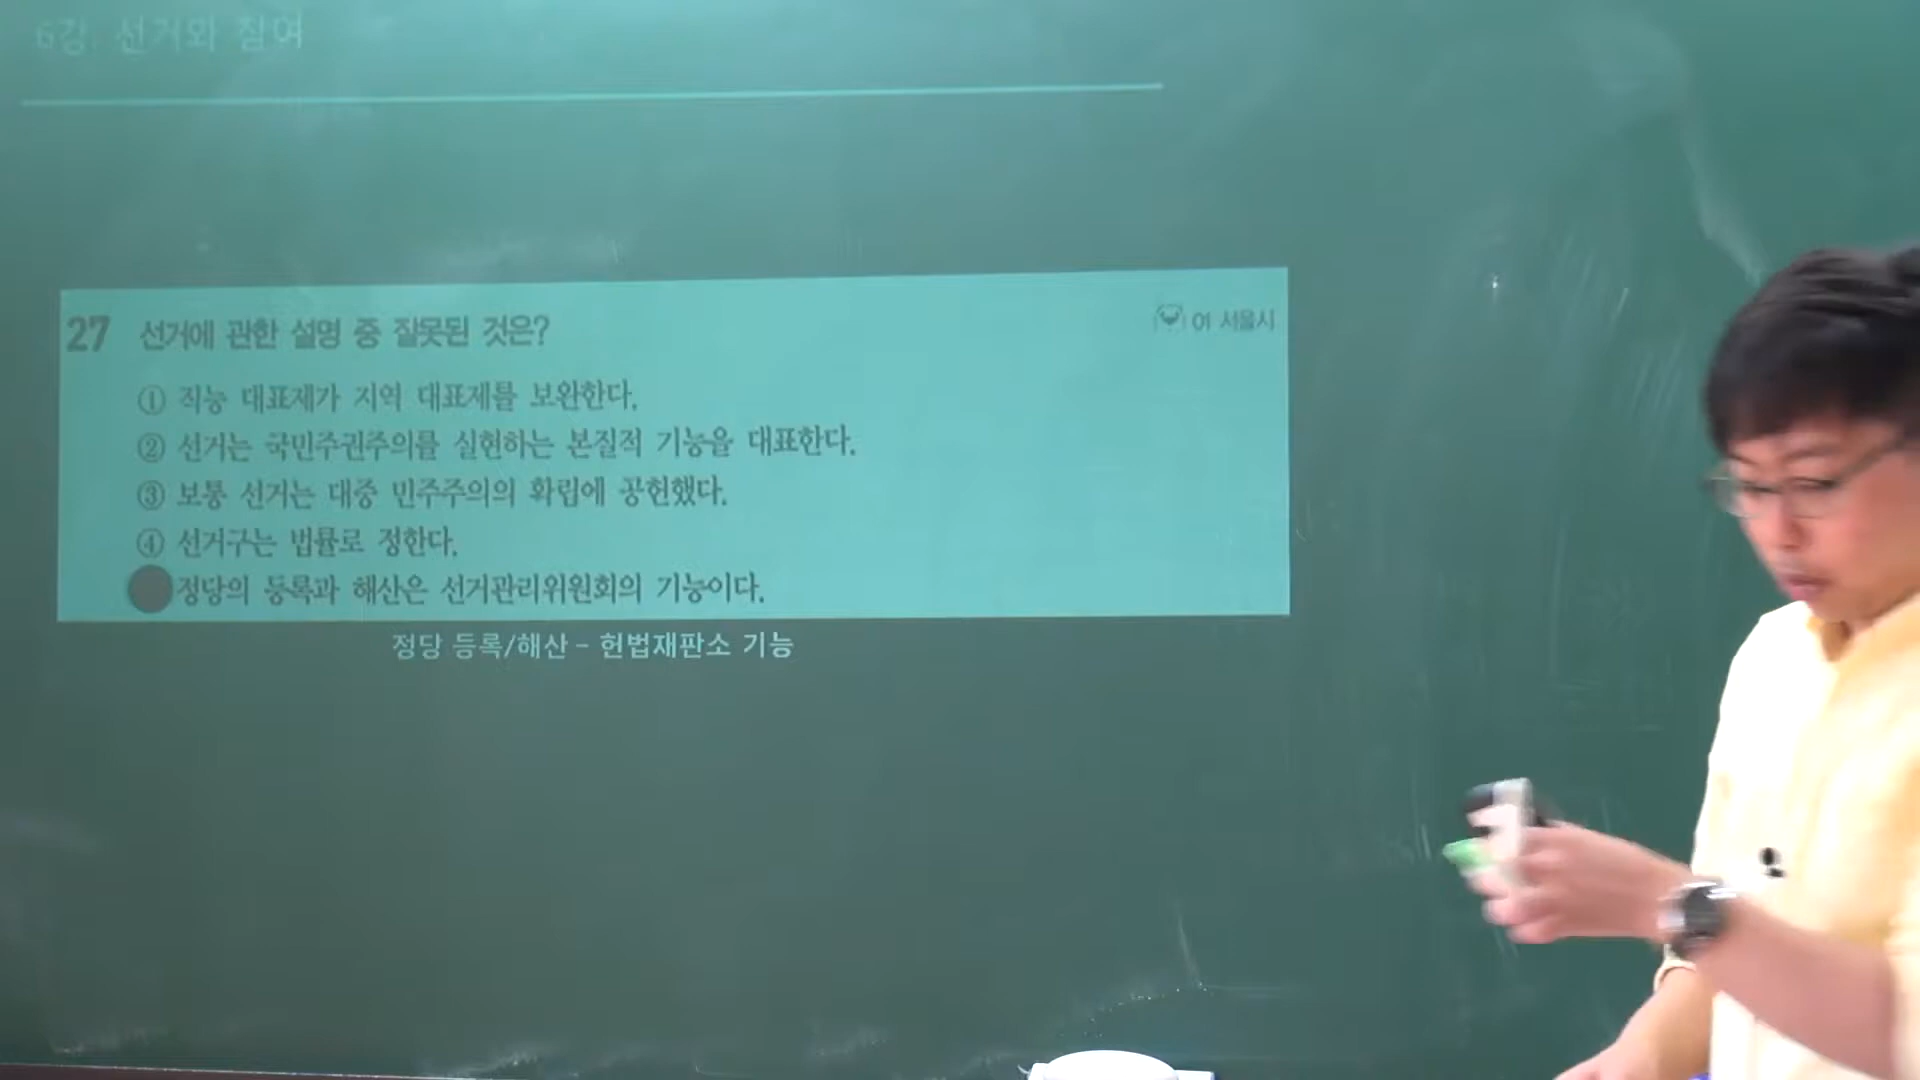 6강. 선거와 참여
27 선거에 관한 설명 중 잘못된 것은?
01 서울시
① 직능 대표제가 지역 대표제를 보완한다.
② 선거는 국민주권주의를 실현하는 본질적 기능을 대표한다.
③ 보통 선거는 대중 민주주의의 확립에 공헌했다.
④ 선거구는 법률로 정한다.
정당의 등록과 해산은 선거관리위원회의 기능이다.
정당 등록/해산 – 헌법재판소 기능